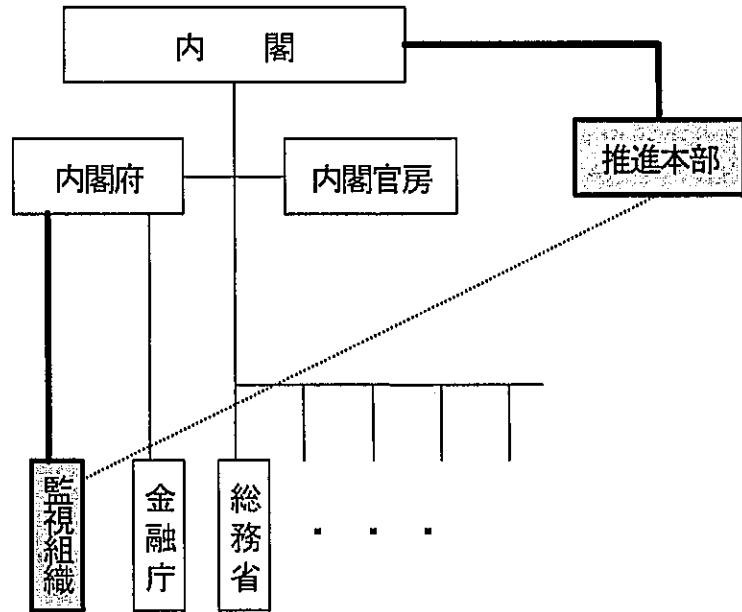 内　　閣
推進本部
内閣府
内閣官房
監視組織
金融庁
総務省
・　・　・